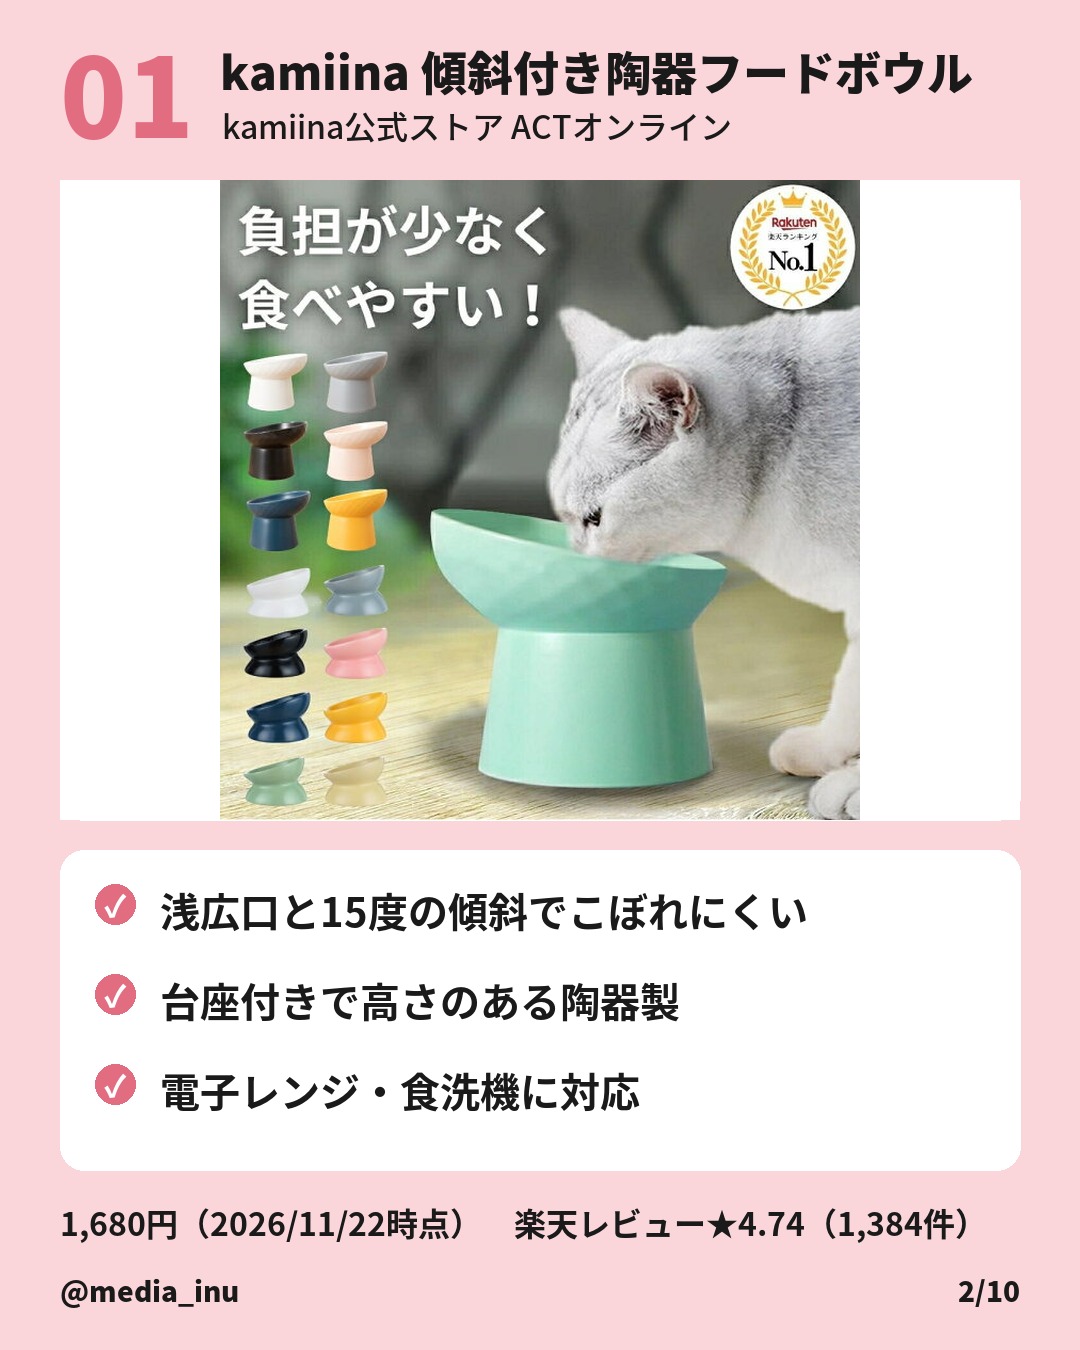 01
kamiina 傾斜付き陶器フードボウル
kamiina公式ストア ACTオンライン
負担が少なく
食べやすい！
Rakuten
楽天ランキング
No.1
浅広口と15度の傾斜でこぼれにくい
台座付きで高さのある陶器製
電子レンジ・食洗機に対応
1,680円（2026/11/22時点） 楽天レビュー★4.74（1,384件）
@media_inu
2/10